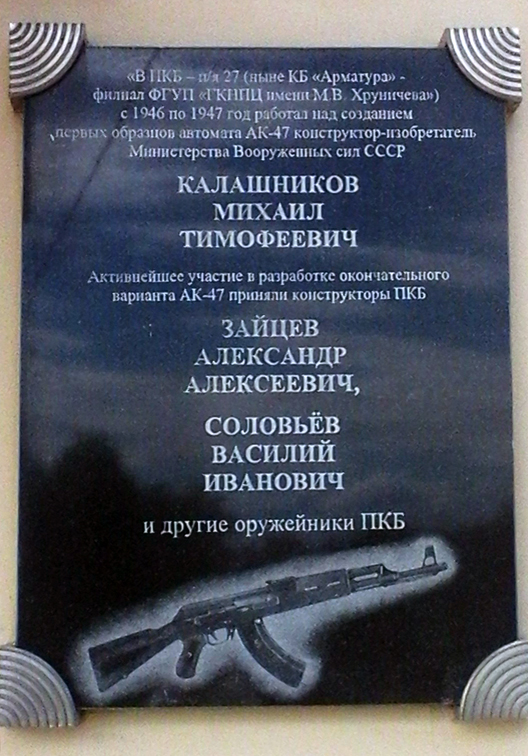 «В ПКБ – п/я 27 (ныне КБ «Арматура» -
филиал ФГУП «ГКНПЦ имени М.В. Хруничева»)
с 1946 по 1947 год работал над созданием
первых образцов автомата АК-47 конструктор-изобретатель
Министерства Вооруженных сил СССР
КАЛАШНИКОВ
МИХАИЛ
ТИМОФЕЕВИЧ
Активнейшее участие в разработке окончательного
варианта АК-47 приняли конструкторы ПКБ
ЗАЙЦЕВ
АЛЕКСАНДР
АЛЕКСЕЕВИЧ,
СОЛОВЬЁВ
ВАСИЛИЙ
ИВАНОВИЧ
и другие оружейники ПКБ